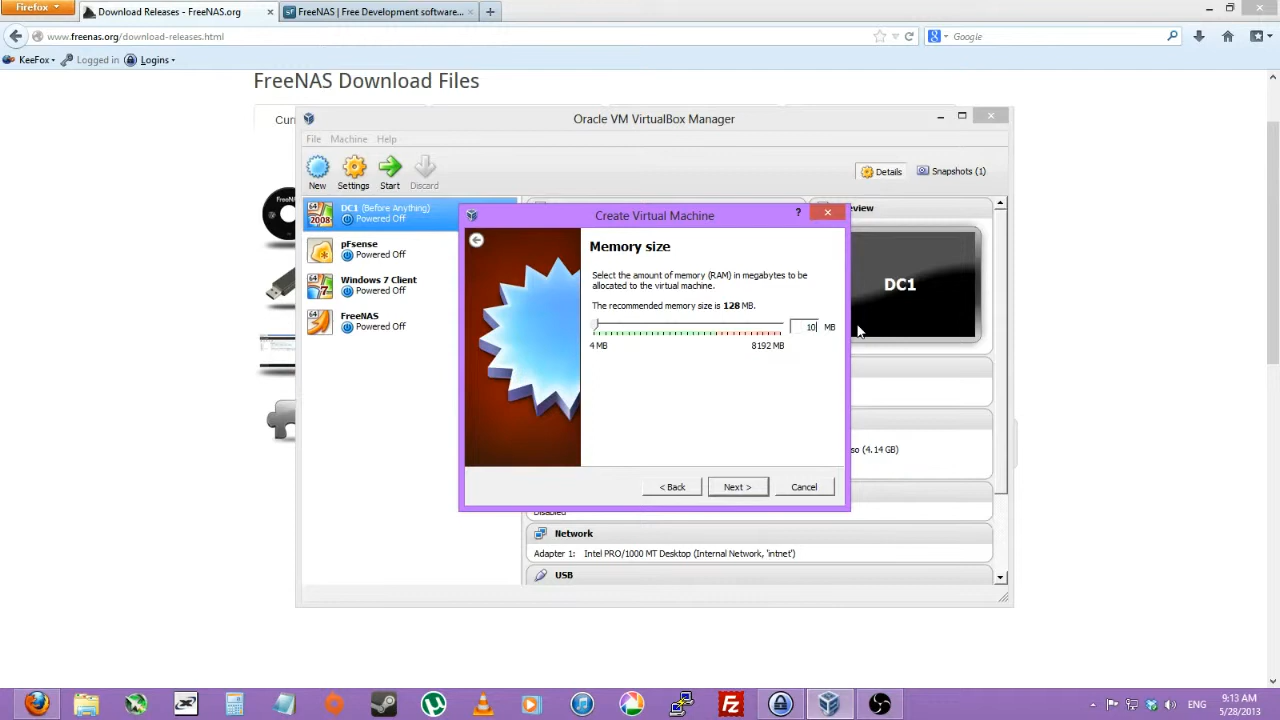 Firefox
Download Releases - FreeNAS.org
FreeNAS | Free Development software...
www.freenas.org/download-releases.html
Google
KeeFox
Logged in
Logins
FreeNAS Download Files
Oracle VM VirtualBox Manager
File Machine Help
New Settings Start Discard
Details
Snapshots (1)
DC1 (Before Anything)
Powered Off
pFsense
Powered Off
Windows 7 Client
Powered Off
FreeNAS
Powered Off
Create Virtual Machine
Memory size
Select the amount of memory (RAM) in megabytes to be
allocated to the virtual machine.
The recommended memory size is 128 MB.
10 MB
4 MB 8192 MB
< Back Next > Cancel
DC1
so (4.14 GB)
Network
Adapter 1: Intel PRO/1000 MT Desktop (Internal Network, 'intnet')
USB
ENG
9:13 AM
5/28/2013